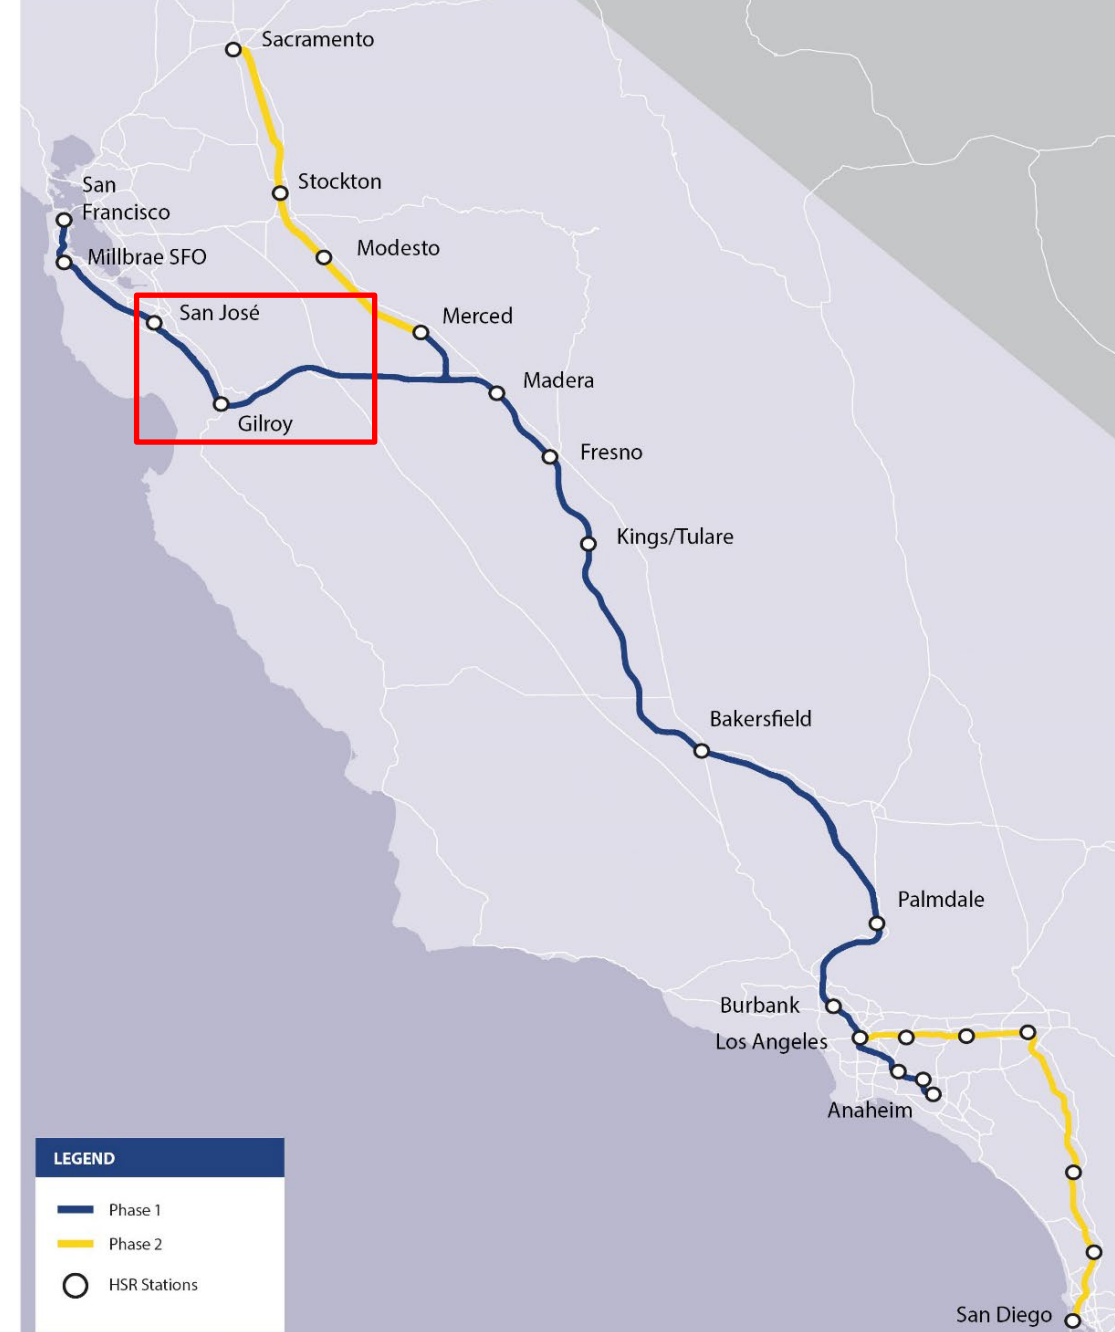 Sacramento
Stockton
San
Francisco
Modesto
Millbrae SFO
San José
Merced
Madera
Gilroy
Fresno
Kings/Tulare
Bakersfield
Palmdale
Burbank
Los Angeles
Anaheim
San Diego
LEGEND
Phase 1
Phase 2
HSR Stations